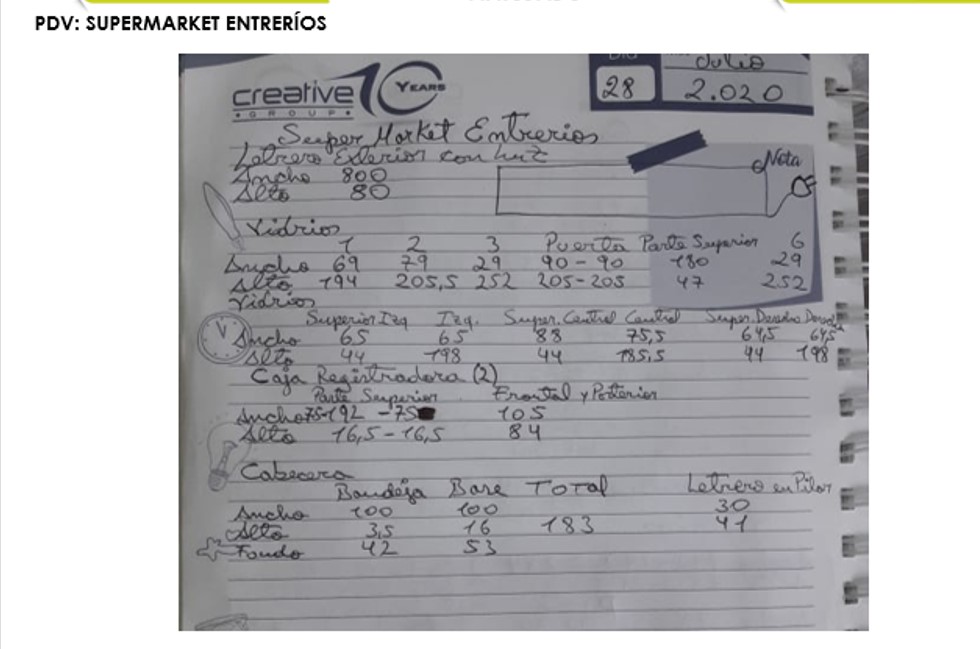 PDV: SUPERMARKET ENTRERÍOS
creative 10 YEARS
GROUP
28 Julio 2.020
Super Market Entrerios
Letrero Exterior con luz
Nota
Ancho 800
Alto 80
Vidrios
1 2 3 Puerta Parte Superior 6
Ancho 69 79 29 90-90 180 29
Alto 194 205,5 252 205-205 47 252
Vidrios
Superior Izq Izq. Super. Central Central Super. Derecho
Ancho 65 65 88 75,5 64,5 64,5
Alto 44 198 44 185,5 44 198
Caja Registradora (2)
Parte Superior Frontal y Posterior
Ancho 75-192-75 105
Alto 16,5-16,5 84
Cabecera
Bandeja Base TOTAL Letrero en Pilar
Ancho 100 100 30
Alto 3,5 16 183 41
Fondo 42 53